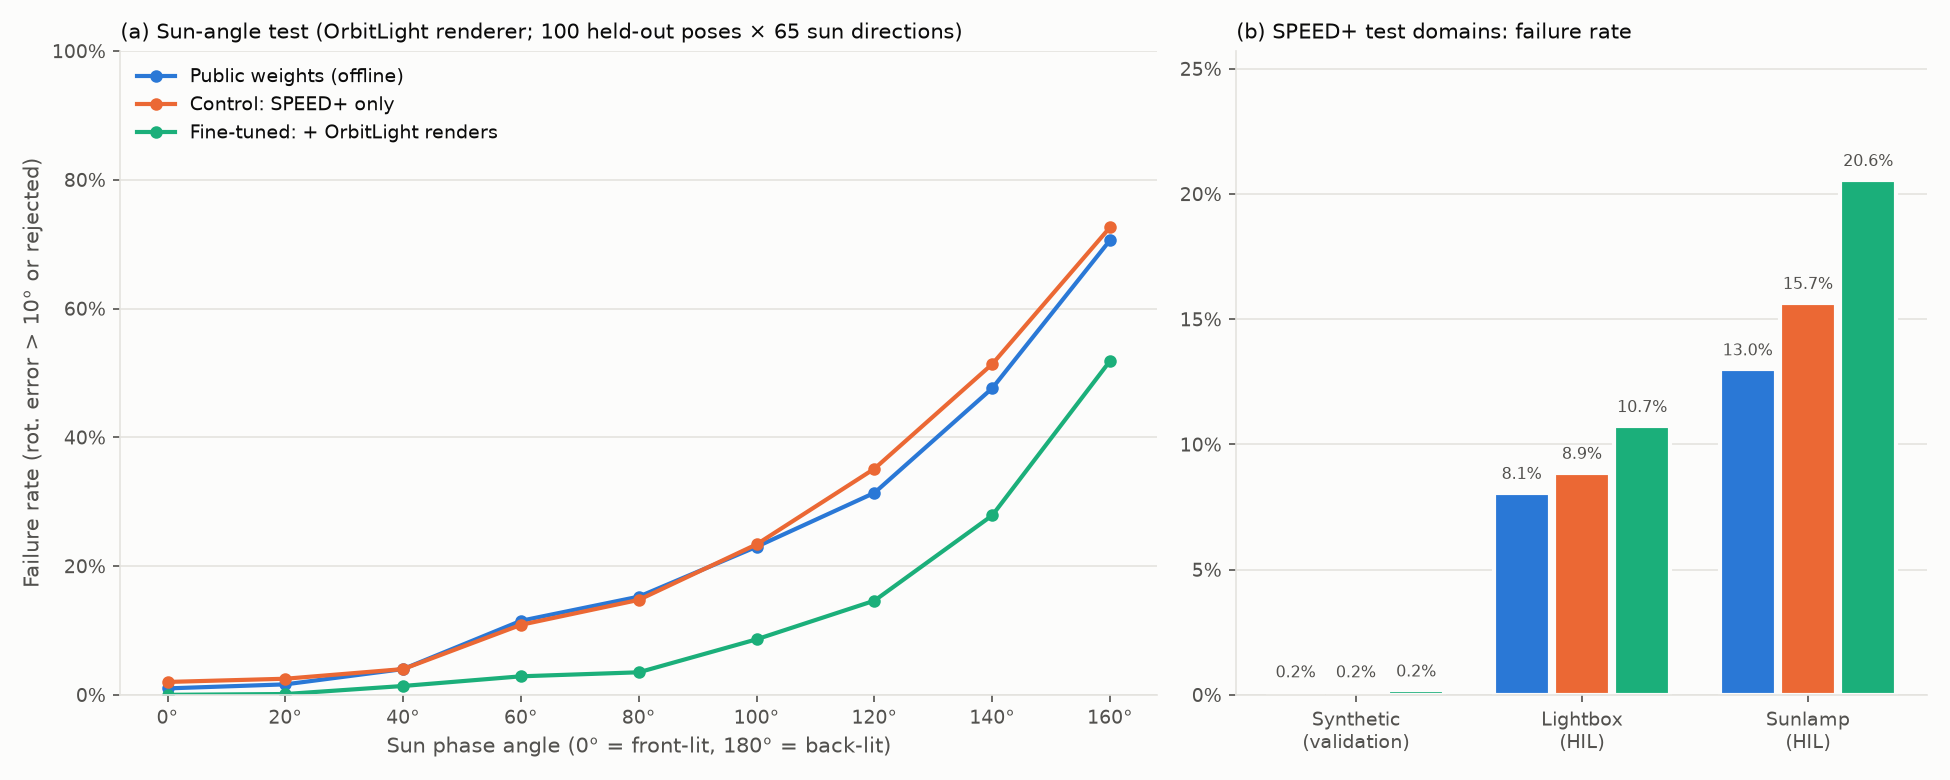 (a) Sun-angle test (OrbitLight renderer; 100 held-out poses × 65 sun directions)
100%
80%
60%
40%
20%
0%
Failure rate (rot. error > 10° or rejected)
Public weights (offline)
Control: SPEED+ only
Fine-tuned: + OrbitLight renders
0° 20° 40° 60° 80° 100° 120° 140° 160°
Sun phase angle (0° = front-lit, 180° = back-lit)
(b) SPEED+ test domains: failure rate
25%
20%
15%
10%
5%
0%
0.2% 0.2% 0.2%
8.1% 8.9% 10.7%
13.0% 15.7% 20.6%
Synthetic
(validation)
Lightbox
(HIL)
Sunlamp
(HIL)